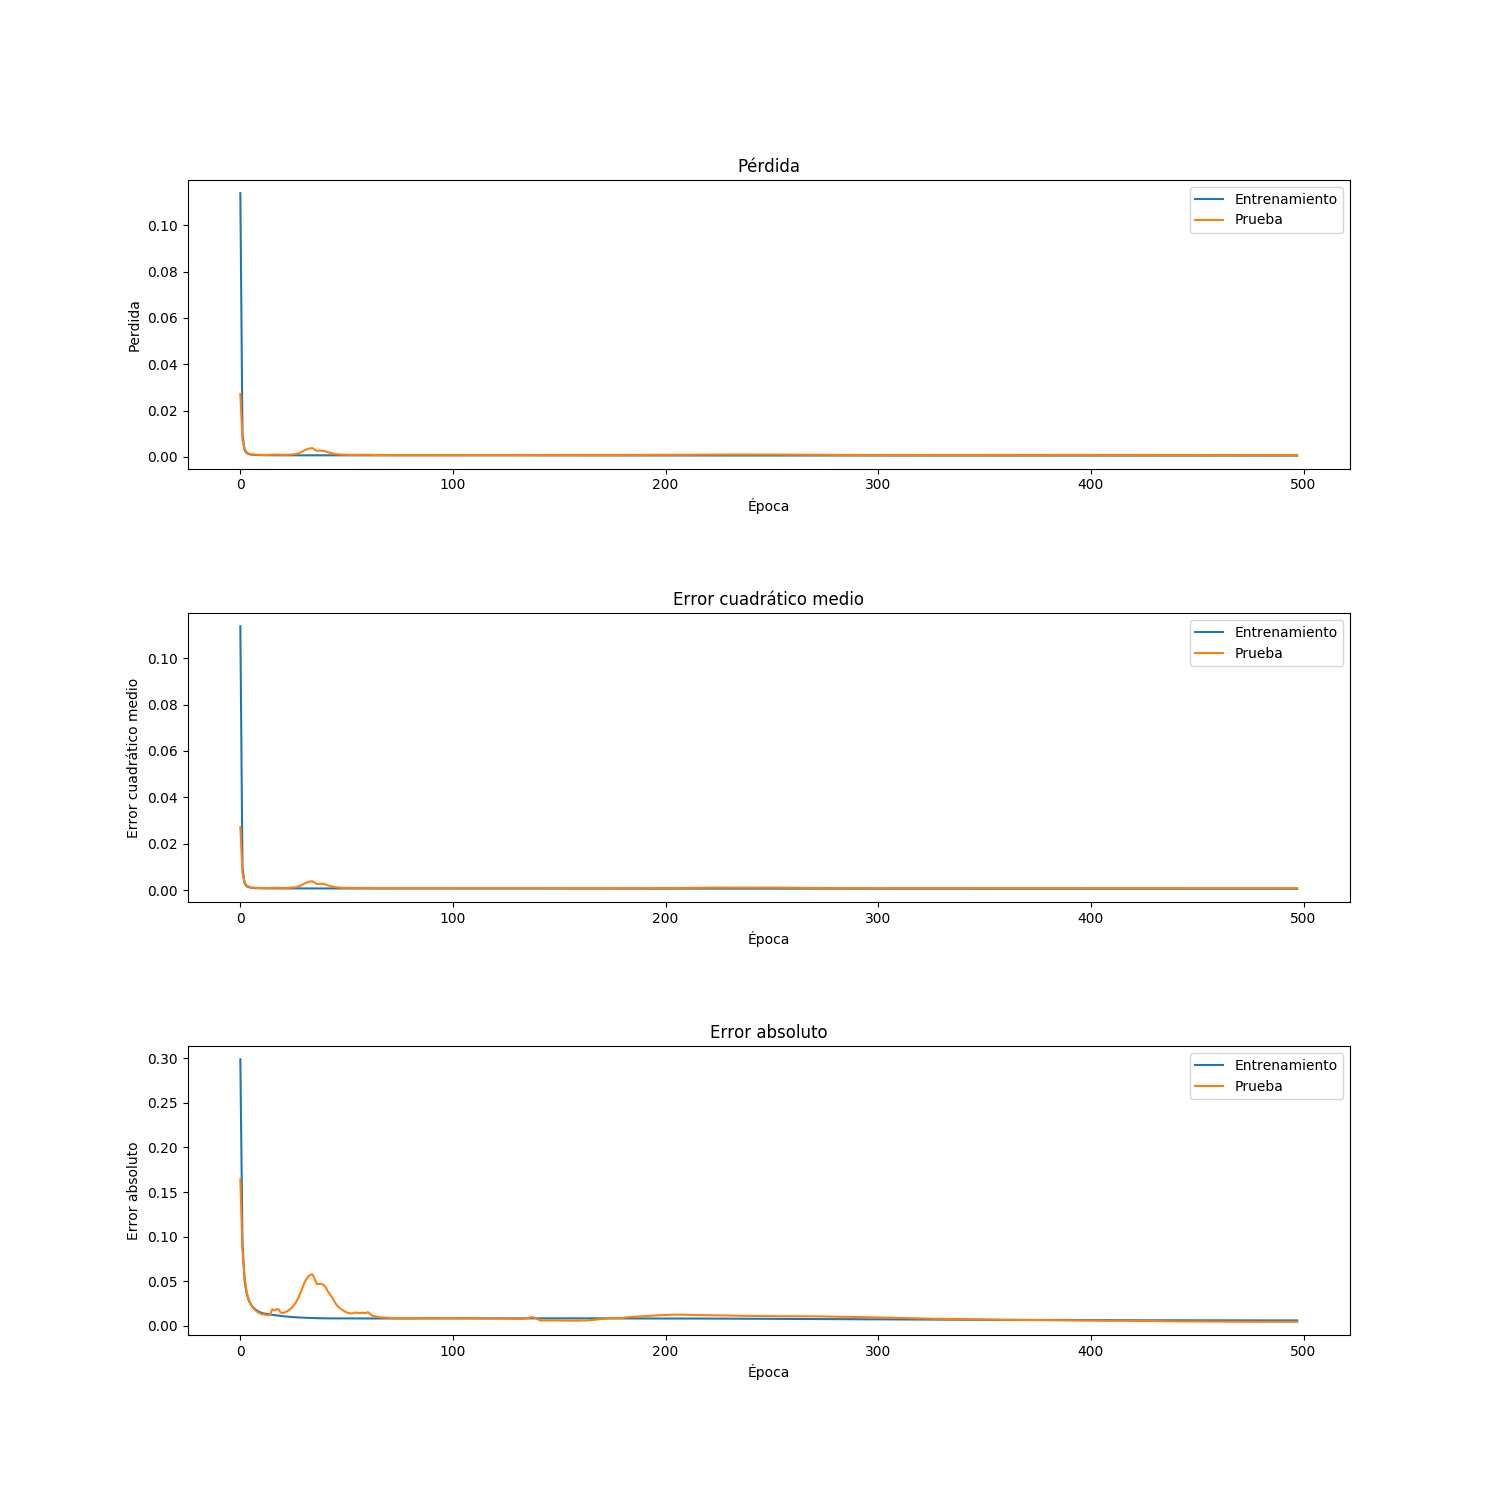 Pérdida
Entrenamiento
Prueba
0.10
0.08
0.06
0.04
0.02
0.00
Perdida
0 100 200 300 400 500
Época
Error cuadrático medio
Entrenamiento
Prueba
0.10
0.08
0.06
0.04
0.02
0.00
Error cuadrático medio
0 100 200 300 400 500
Época
Error absoluto
Entrenamiento
Prueba
0.30
0.25
0.20
0.15
0.10
0.05
0.00
Error absoluto
0 100 200 300 400 500
Época